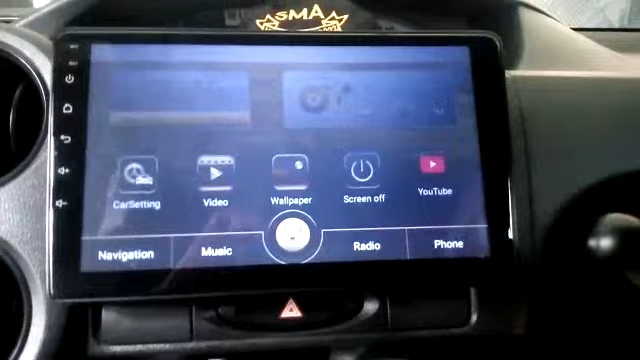 SMA
CarSetting
Video
Wallpaper
Screen off
YouTube
Navigation
Music
Radio
Phone